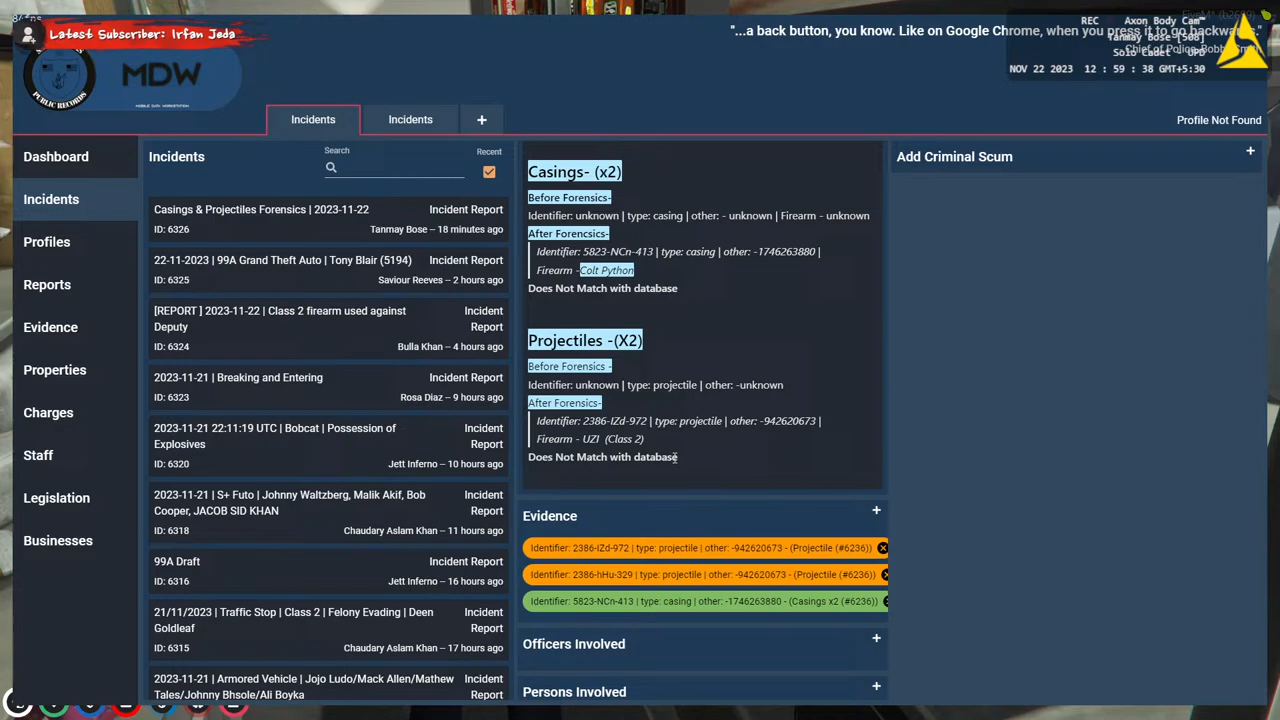 Latest Subscriber: Irfan Jeda
PUBLIC RECORDS
MDW
MOBILE DATA WORKSTATION
"...a back button, you know. Like on Google Chrome, when you press it to go backwards."
REC Axon Body Cam™
Tanmay Bose [508]
Solo Cadet -
NOV 22 2023 12:59:38 GMT+5:30
Incidents
Incidents
+
Profile Not Found
Dashboard
Incidents
Profiles
Reports
Evidence
Properties
Charges
Staff
Legislation
Businesses
Incidents
Search
Recent
Casings & Projectiles Forensics | 2023-11-22 Incident Report
ID: 6326 Tanmay Bose – 18 minutes ago
22-11-2023 | 99A Grand Theft Auto | Tony Blair (5194) Incident Report
ID: 6325 Saviour Reeves – 2 hours ago
[REPORT ] 2023-11-22 | Class 2 firearm used against Incident
Deputy Report
ID: 6324 Bulla Khan – 4 hours ago
2023-11-21 | Breaking and Entering Incident Report
ID: 6323 Rosa Diaz – 9 hours ago
2023-11-21 22:11:19 UTC | Bobcat | Possession of Incident
Explosives Report
ID: 6320 Jett Inferno – 10 hours ago
2023-11-21 | S+ Futo | Johnny Waltzberg, Malik Akif, Bob Incident
Cooper, JACOB SID KHAN Report
ID: 6318 Chaudary Aslam Khan – 11 hours ago
99A Draft Incident Report
ID: 6316 Jett Inferno – 16 hours ago
21/11/2023 | Traffic Stop | Class 2 | Felony Evading | Deen Incident
Goldleaf Report
ID: 6315 Chaudary Aslam Khan – 17 hours ago
2023-11-21 | Armored Vehicle | Jojo Ludo/Mack Allen/Mathew Incident
Tales/Johnny Bhsole/Ali Boyka Report
Casings- (x2)
Before Forensics-
Identifier: unknown | type: casing | other: - unknown | Firearm - unknown
After Forencsics-
Identifier: 5823-NCn-413 | type: casing | other: -1746263880 |
Firearm -Colt Python
Does Not Match with database
Projectiles -(X2)
Before Forensics -
Identifier: unknown | type: projectile | other: -unknown
After Forensics-
Identifier: 2386-IZd-972 | type: projectile | other: -942620673 |
Firearm - UZI (Class 2)
Does Not Match with database
Evidence +
Identifier: 2386-IZd-972 | type: projectile | other: -942620673 - (Projectile (#6236))
Identifier: 2386-hHu-329 | type: projectile | other: -942620673 - (Projectile (#6236))
Identifier: 5823-NCn-413 | type: casing | other: -1746263880 - (Casings x2 (#6236))
Officers Involved +
Persons Involved +
Add Criminal Scum +